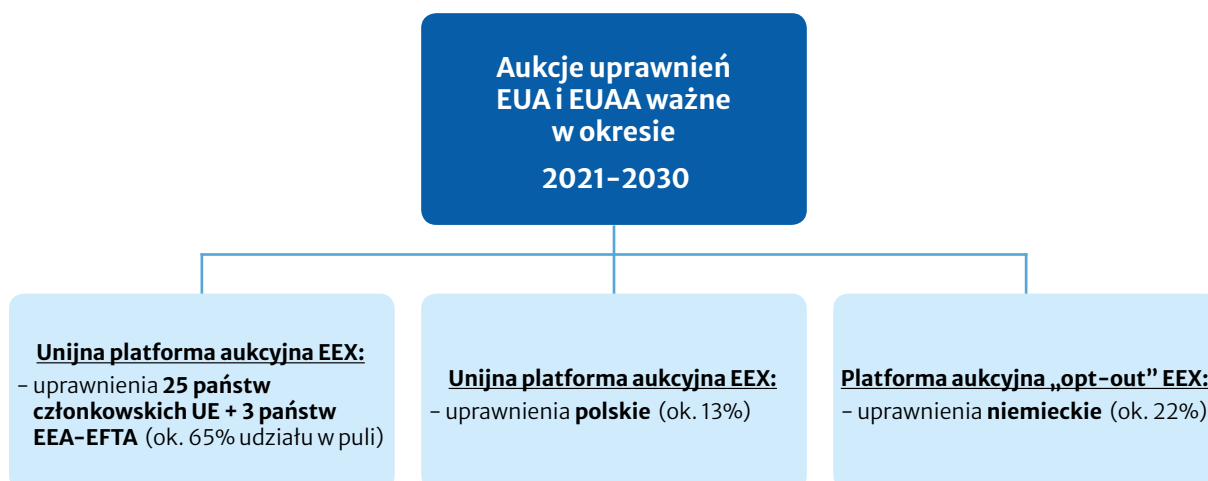 Aukcje uprawnień
EUA i EUAA ważne
w okresie
2021–2030
Unijna platforma aukcyjna EEX:
– uprawnienia 25 państw
członkowskich UE + 3 państw
EEA–EFTA (ok. 65% udziału w puli)
Unijna platforma aukcyjna EEX:
– uprawnienia polskie (ok. 13%)
Platforma aukcyjna „opt-out” EEX:
– uprawnienia niemieckie (ok. 22%)